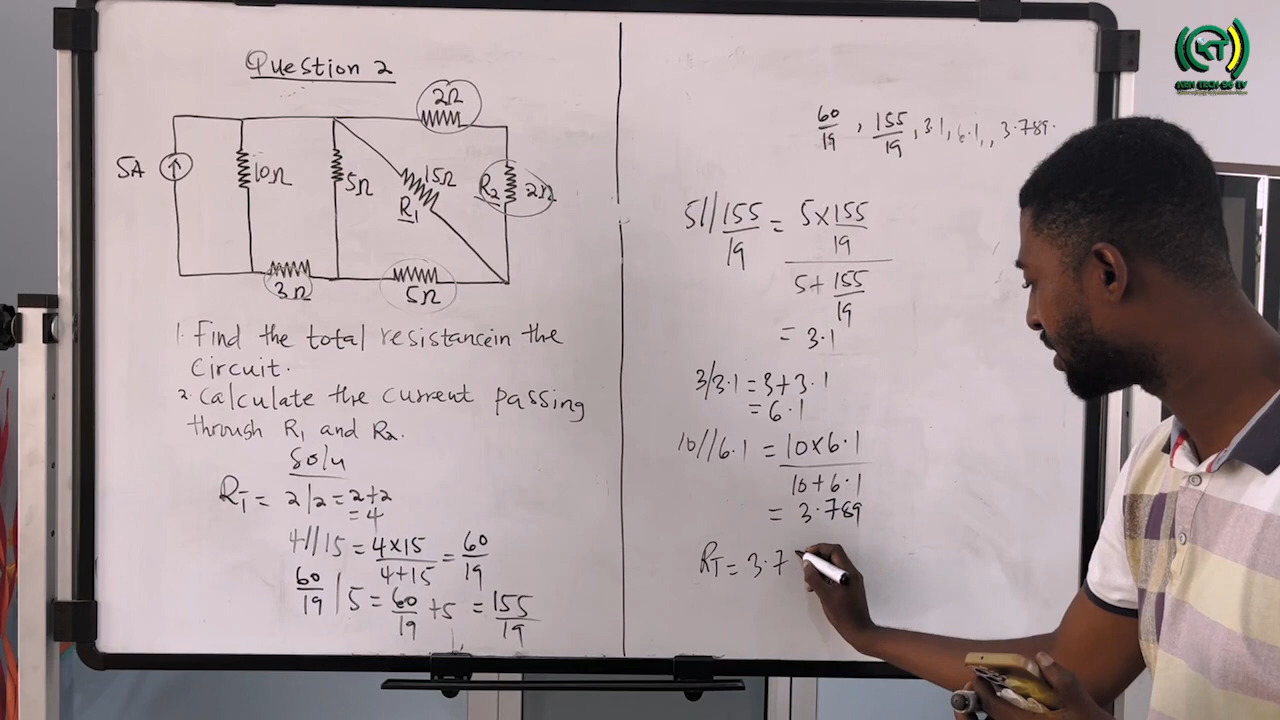 Question 2
2Ω
5A
10Ω
5Ω
15Ω
R₁
R₂
2Ω
3Ω
5Ω
1. Find the total resistance in the
circuit.
2. Calculate the current passing
through R₁ and R₂.
Solu
R_T = 2/2 = 2+2
= 4
4//15 = 4×15 / 4+15 = 60/19
60/19 / 5 = 60/19 + 5 = 155/19
60/19, 155/19, 3.1, 6.1,, 3.789.
5//155/19 = 5×155/19 / 5+155/19
= 3.1
3/3.1 = 3+3.1
= 6.1
10//6.1 = 10×6.1 / 10+6.1
= 3.789
R_T = 3.7
KT